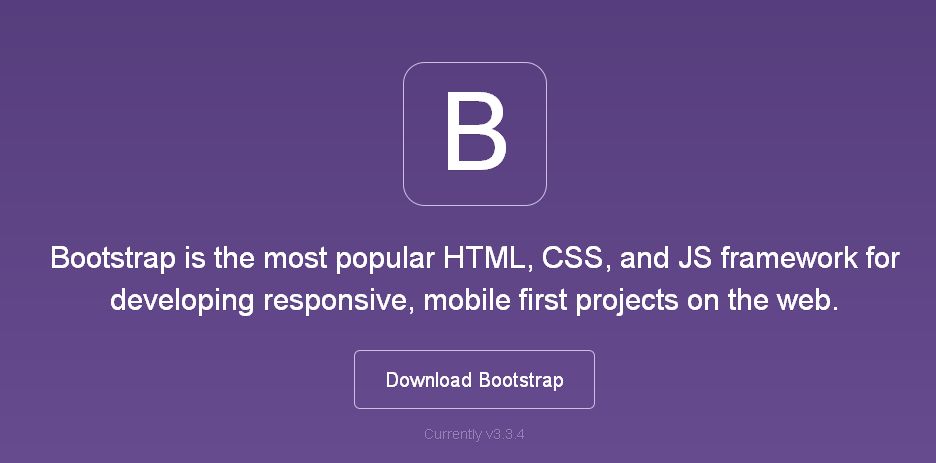 B
Bootstrap is the most popular HTML, CSS, and JS framework for
developing responsive, mobile first projects on the web.
Download Bootstrap
Currently v3.3.4